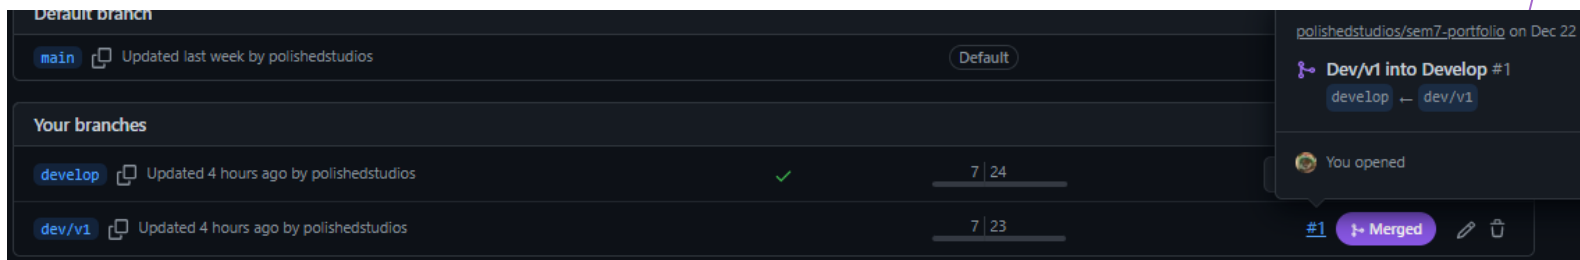 Default branch
main Updated last week by polishedstudios Default
Your branches
develop Updated 4 hours ago by polishedstudios 7 | 24
dev/v1 Updated 4 hours ago by polishedstudios 7 | 23 #1 Merged
polishedstudios/sem7-portfolio on Dec 22
Dev/v1 into Develop #1
develop ← dev/v1
You opened